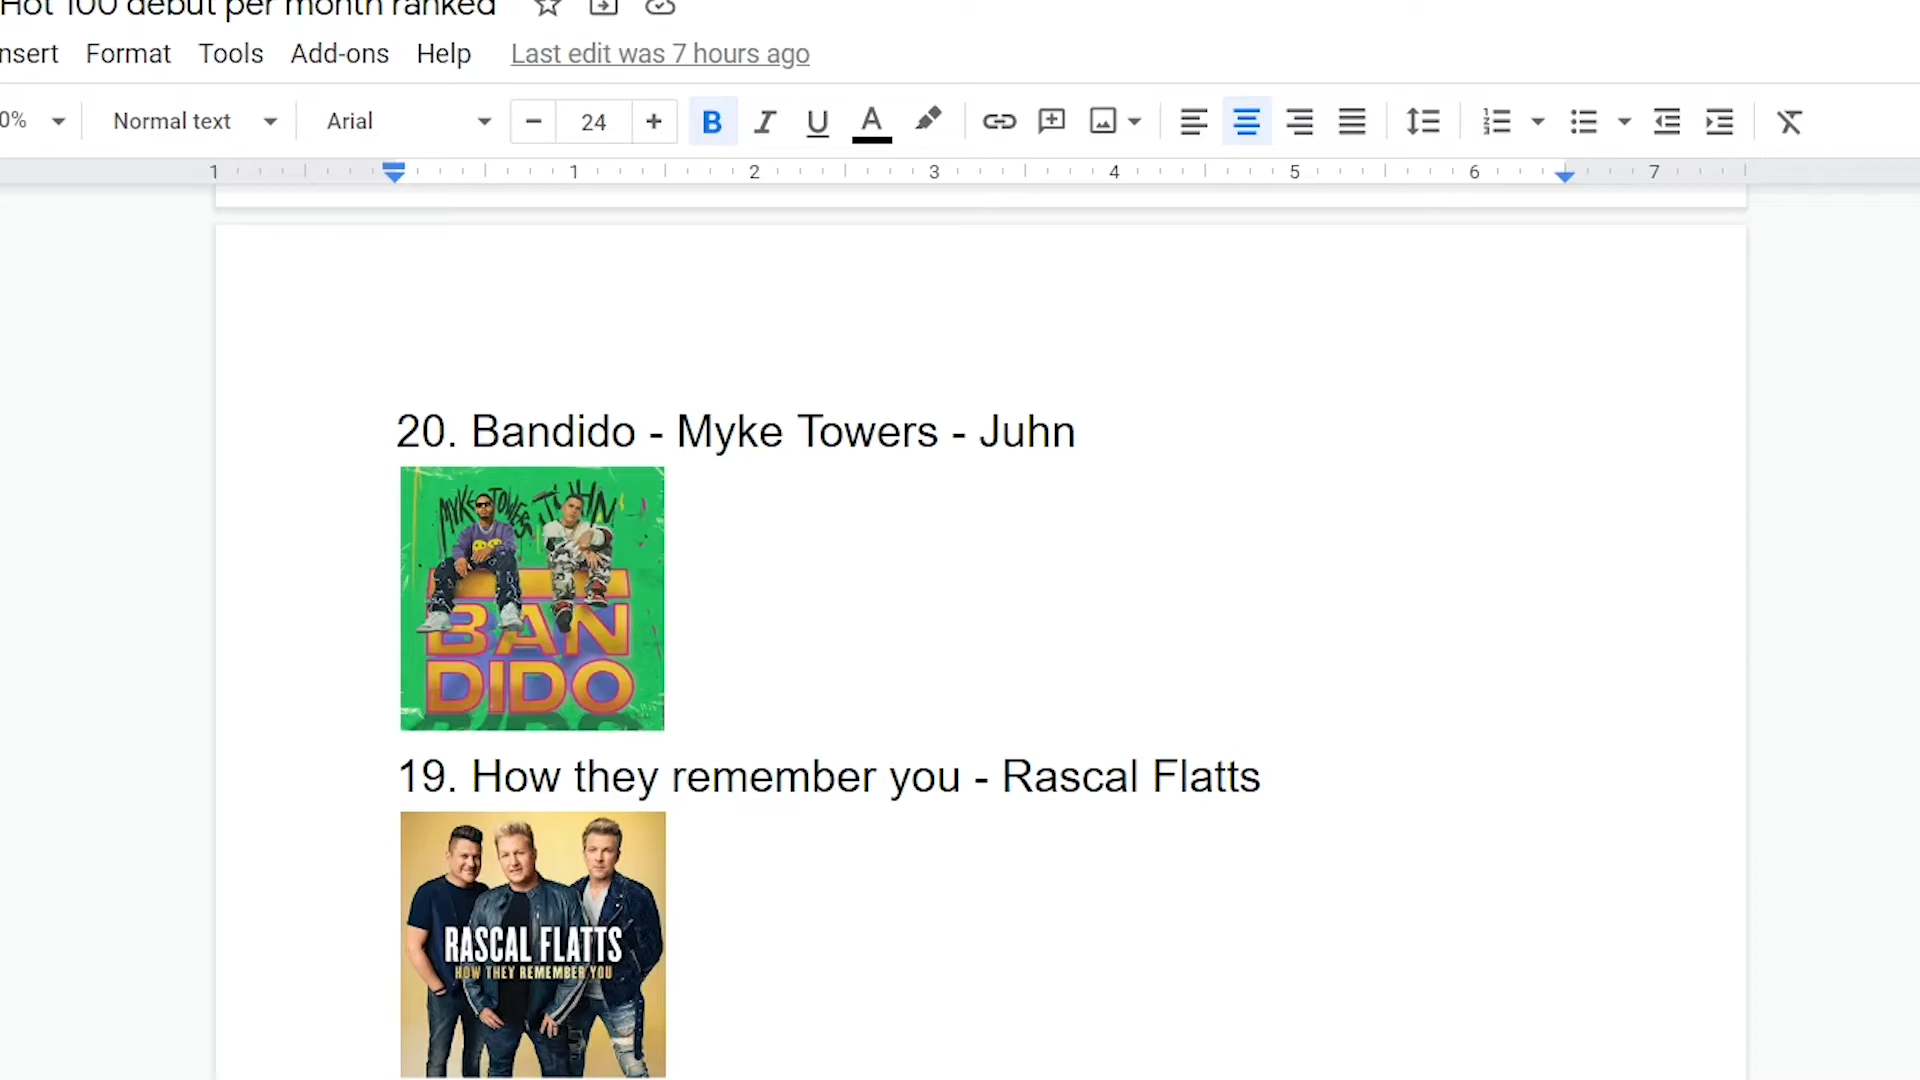 Hot 100 debut per month ranked
nsert Format Tools Add-ons Help Last edit was 7 hours ago
0% Normal text Arial − 24 + B I U A
1 1 2 3 4 5 6 7
20. Bandido - Myke Towers - Juhn
MYKE TOWERS JUHN
BAN
DIDO
19. How they remember you - Rascal Flatts
RASCAL FLATTS
HOW THEY REMEMBER YOU